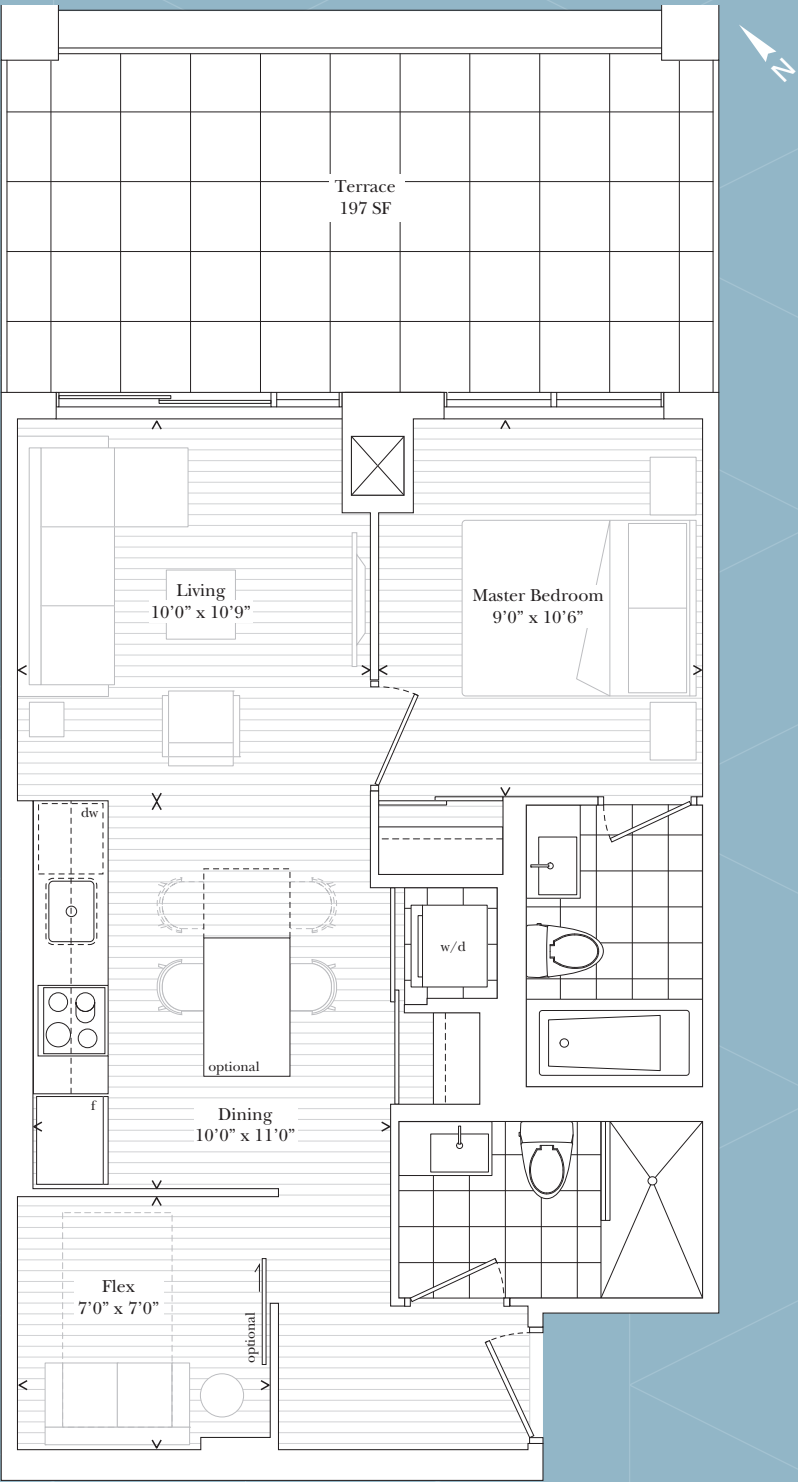 N
Terrace
197 SF
Living
10’0” x 10’9”
Master Bedroom
9’0” x 10’6”
dw
w/d
optional
f
Dining
10’0” x 11’0”
Flex
7’0” x 7’0”
optional